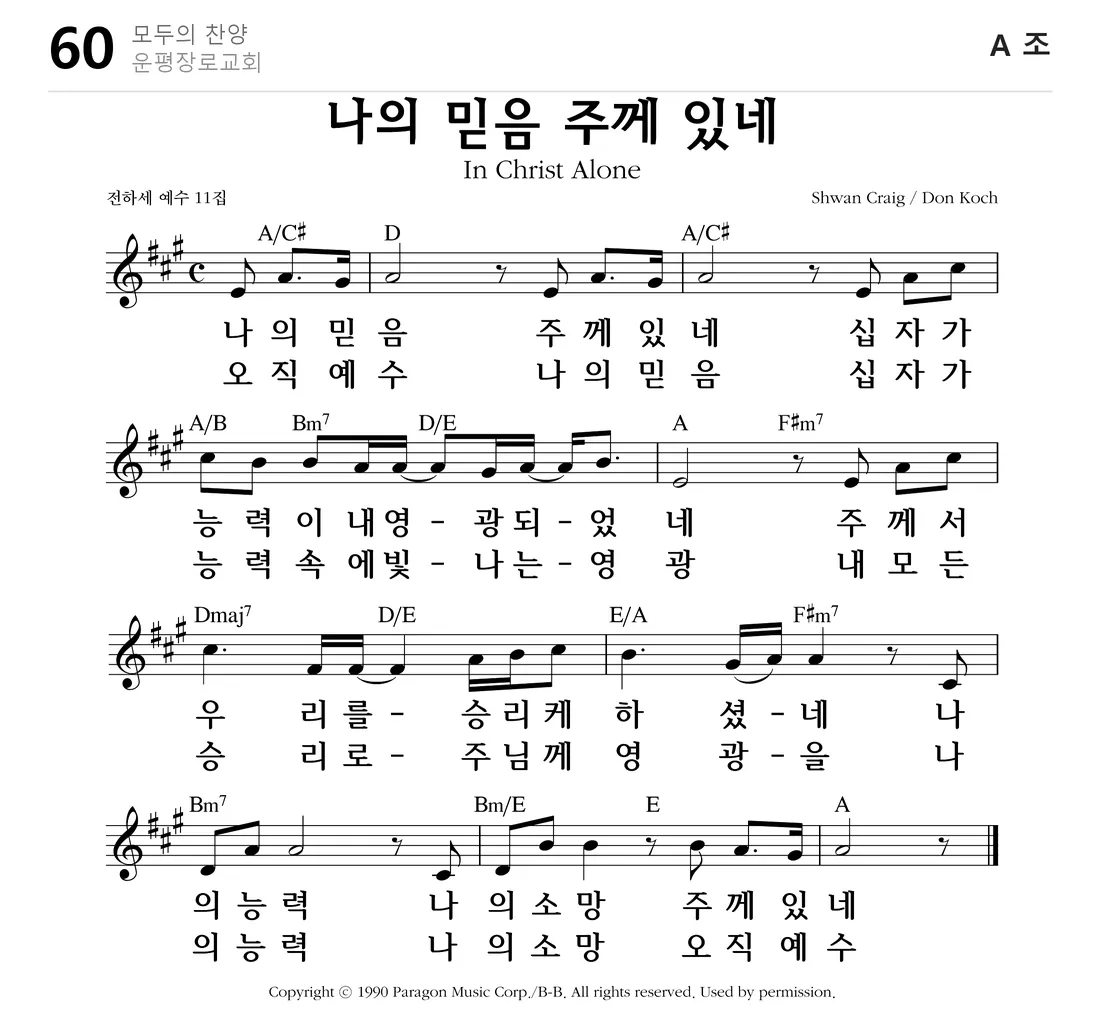 60 모두의 찬양
운평장로교회
A 조
나의 믿음 주께 있네
In Christ Alone
전하세 예수 11집
Shwan Craig / Don Koch
A/C♯ D A/C♯
나 의 믿 음 주 께 있 네 십 자 가
오 직 예 수 나 의 믿 음 십 자 가
A/B Bm7 D/E A F♯m7
능 력 이 내 영 - 광 되 - 었 네 주 께 서
능 력 속 에 빛 - 나 는 - 영 광 내 모 든
Dmaj7 D/E E/A F♯m7
우 리 를 - 승 리 케 하 셨 - 네 나
승 리 로 - 주 님 께 영 광 - 을 나
Bm7 Bm/E E A
의 능 력 나 의 소 망 주 께 있 네
의 능 력 나 의 소 망 오 직 예 수
Copyright ⓒ 1990 Paragon Music Corp./B-B. All rights reserved. Used by permission.